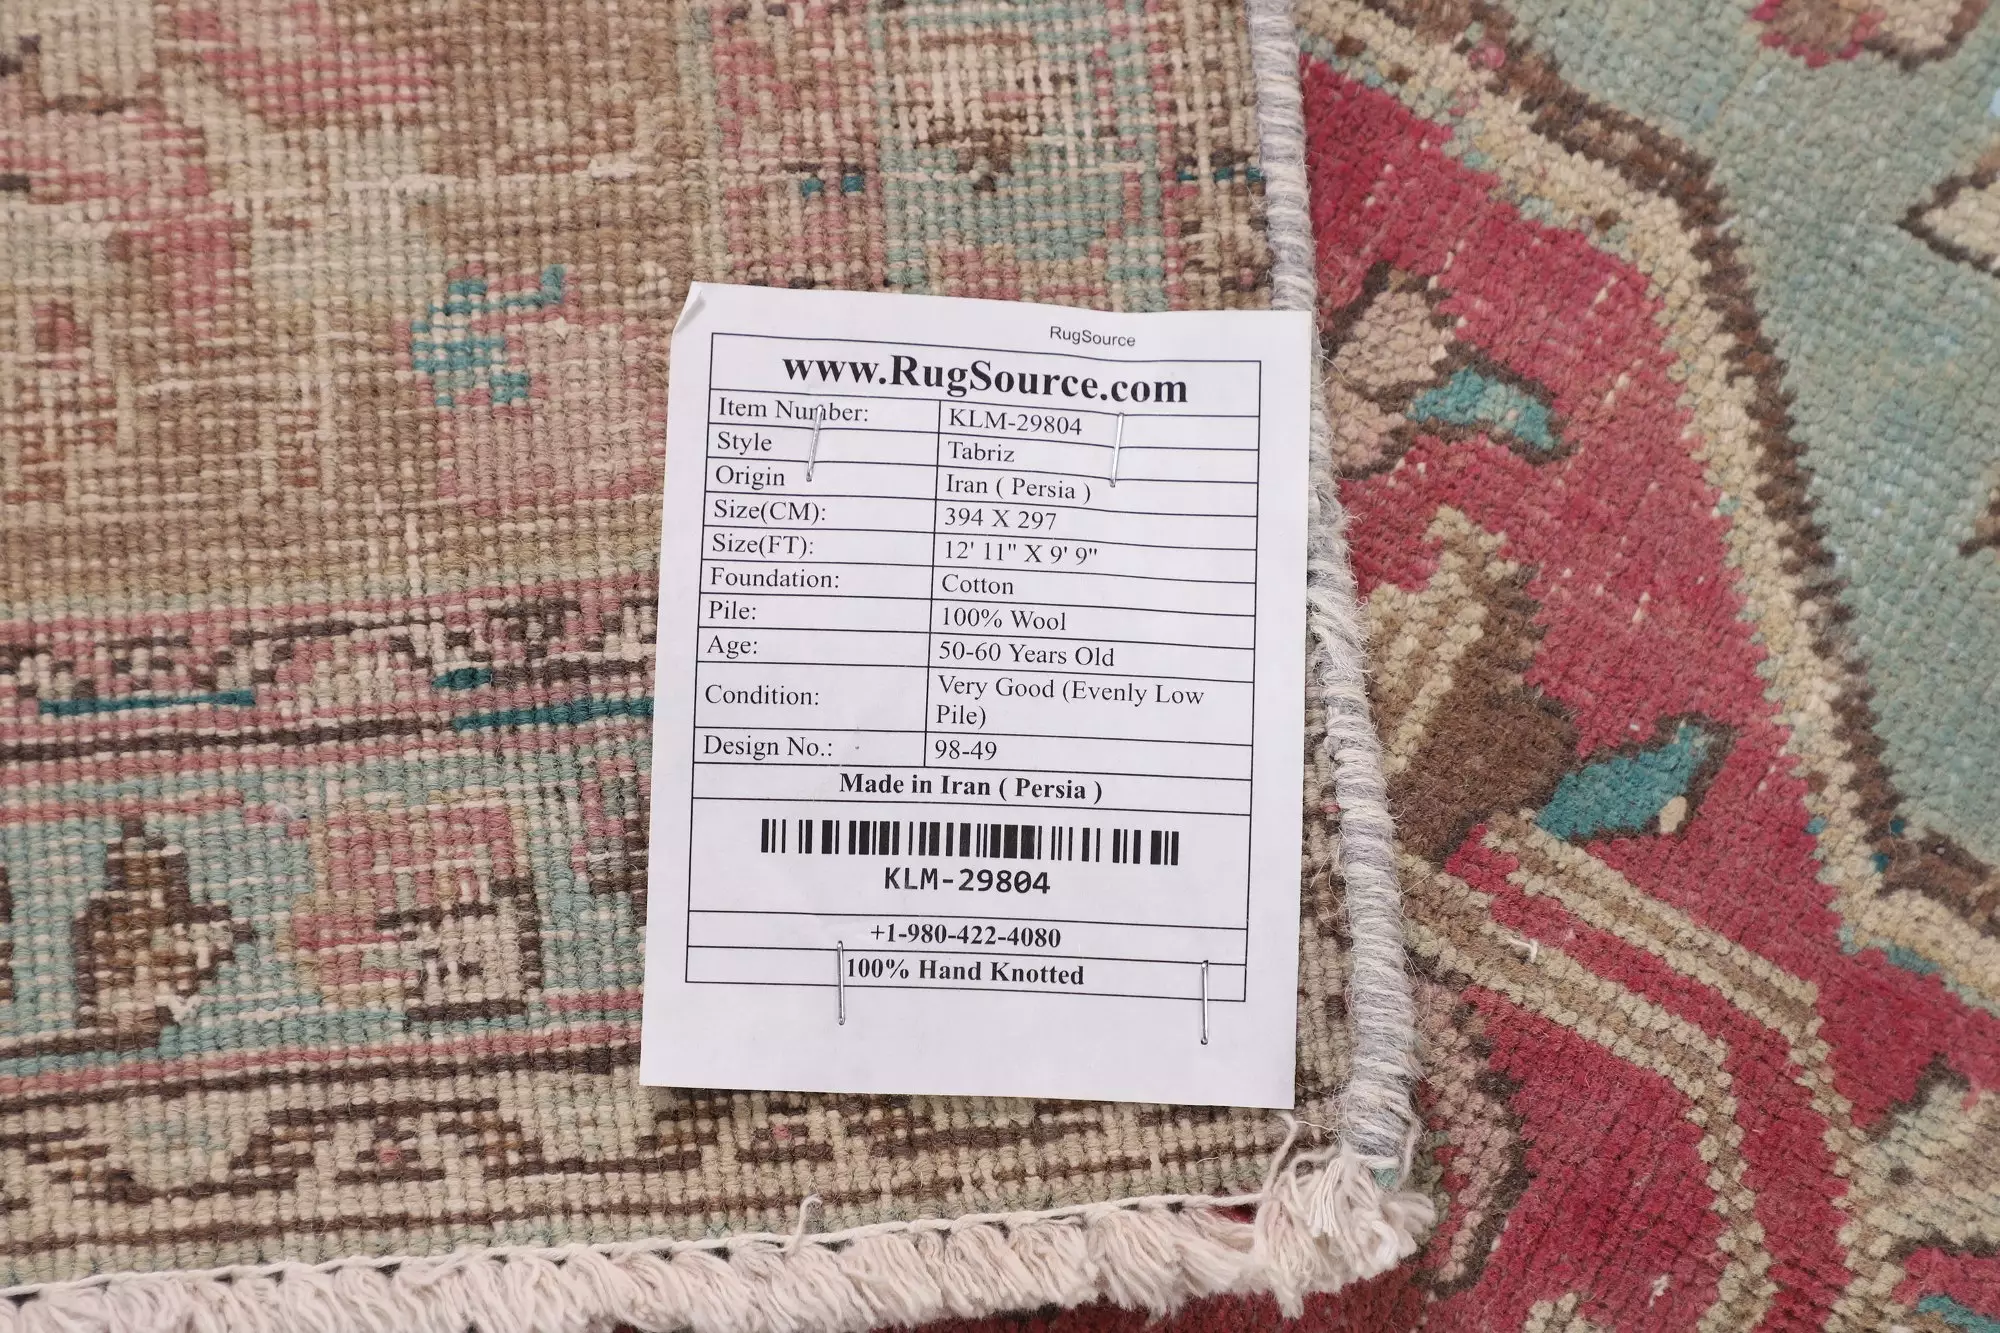 RugSource
www.RugSource.com
Item Number: KLM-29804
Style Tabriz
Origin Iran ( Persia )
Size(CM): 394 X 297
Size(FT): 12' 11" X 9' 9"
Foundation: Cotton
Pile: 100% Wool
Age: 50-60 Years Old
Condition: Very Good (Evenly Low
Pile)
Design No.: 98-49
Made in Iran ( Persia )
KLM-29804
+1-980-422-4080
100% Hand Knotted